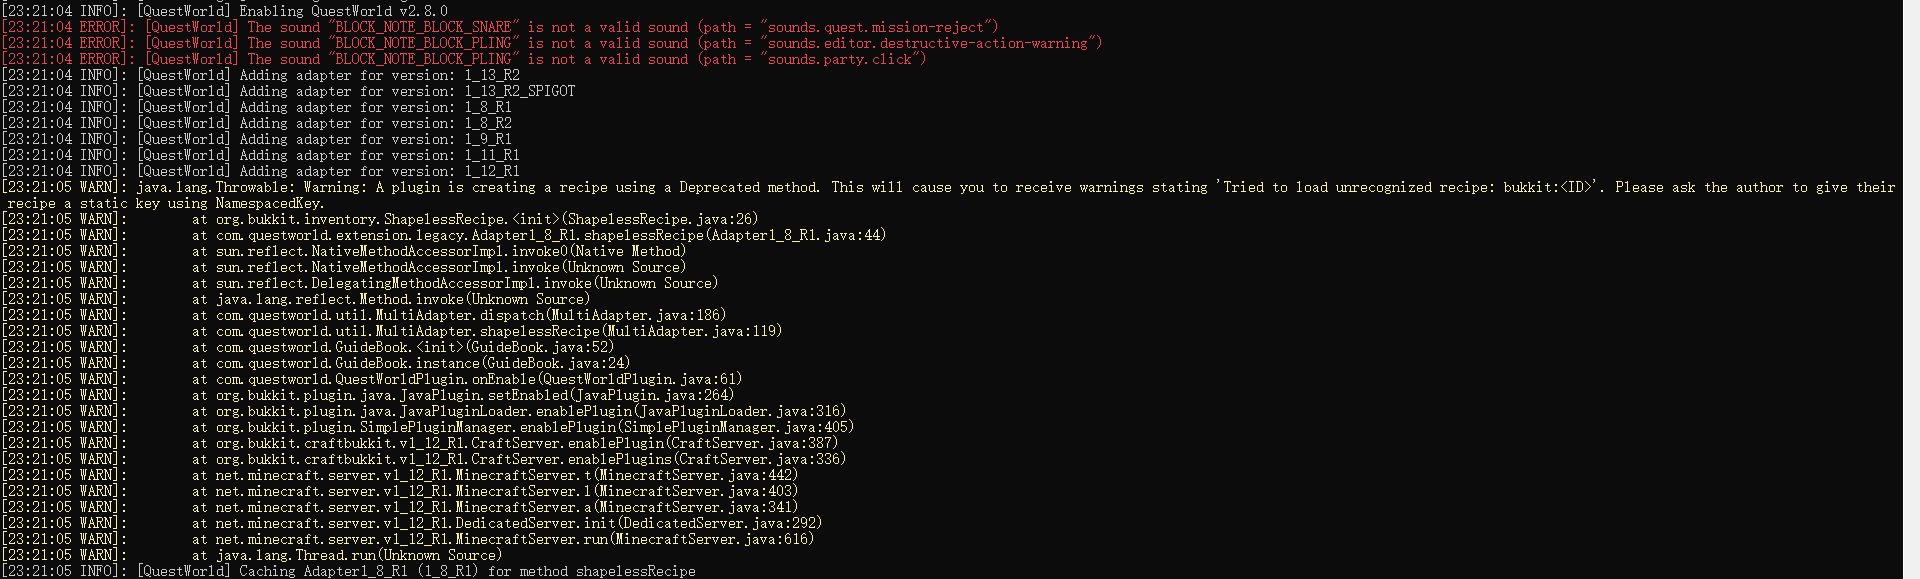 [23:21:04 INFO]: [QuestWorld] Enabling QuestWorld v2.8.0
[23:21:04 ERROR]: [QuestWorld] The sound "BLOCK_NOTE_BLOCK_SNARE" is not a valid sound (path = "sounds.quest.mission-reject")
[23:21:04 ERROR]: [QuestWorld] The sound "BLOCK_NOTE_BLOCK_PLING" is not a valid sound (path = "sounds.editor.destructive-action-warning")
[23:21:04 ERROR]: [QuestWorld] The sound "BLOCK_NOTE_BLOCK_PLING" is not a valid sound (path = "sounds.party.click")
[23:21:04 INFO]: [QuestWorld] Adding adapter for version: 1_13_R2
[23:21:04 INFO]: [QuestWorld] Adding adapter for version: 1_13_R2_SPIGOT
[23:21:04 INFO]: [QuestWorld] Adding adapter for version: 1_8_R1
[23:21:04 INFO]: [QuestWorld] Adding adapter for version: 1_8_R2
[23:21:04 INFO]: [QuestWorld] Adding adapter for version: 1_9_R1
[23:21:04 INFO]: [QuestWorld] Adding adapter for version: 1_11_R1
[23:21:04 INFO]: [QuestWorld] Adding adapter for version: 1_12_R1
[23:21:05 WARN]: java.lang.Throwable: Warning: A plugin is creating a recipe using a Deprecated method. This will cause you to receive warnings stating 'Tried to load unrecognized recipe: bukkit:<ID>'. Please ask the author to give their
recipe a static key using NamespacedKey.
[23:21:05 WARN]: at org.bukkit.inventory.ShapelessRecipe.<init>(ShapelessRecipe.java:26)
[23:21:05 WARN]: at com.questworld.extension.legacy.Adapter1_8_R1.shapelessRecipe(Adapter1_8_R1.java:44)
[23:21:05 WARN]: at sun.reflect.NativeMethodAccessorImpl.invoke0(Native Method)
[23:21:05 WARN]: at sun.reflect.NativeMethodAccessorImpl.invoke(Unknown Source)
[23:21:05 WARN]: at sun.reflect.DelegatingMethodAccessorImpl.invoke(Unknown Source)
[23:21:05 WARN]: at java.lang.reflect.Method.invoke(Unknown Source)
[23:21:05 WARN]: at com.questworld.util.MultiAdapter.dispatch(MultiAdapter.java:186)
[23:21:05 WARN]: at com.questworld.util.MultiAdapter.shapelessRecipe(MultiAdapter.java:119)
[23:21:05 WARN]: at com.questworld.GuideBook.<init>(GuideBook.java:52)
[23:21:05 WARN]: at com.questworld.GuideBook.instance(GuideBook.java:24)
[23:21:05 WARN]: at com.questworld.QuestWorldPlugin.onEnable(QuestWorldPlugin.java:61)
[23:21:05 WARN]: at org.bukkit.plugin.java.JavaPlugin.setEnabled(JavaPlugin.java:264)
[23:21:05 WARN]: at org.bukkit.plugin.java.JavaPluginLoader.enablePlugin(JavaPluginLoader.java:316)
[23:21:05 WARN]: at org.bukkit.plugin.SimplePluginManager.enablePlugin(SimplePluginManager.java:405)
[23:21:05 WARN]: at org.bukkit.craftbukkit.v1_12_R1.CraftServer.enablePlugin(CraftServer.java:387)
[23:21:05 WARN]: at org.bukkit.craftbukkit.v1_12_R1.CraftServer.enablePlugins(CraftServer.java:336)
[23:21:05 WARN]: at net.minecraft.server.v1_12_R1.MinecraftServer.t(MinecraftServer.java:442)
[23:21:05 WARN]: at net.minecraft.server.v1_12_R1.MinecraftServer.l(MinecraftServer.java:403)
[23:21:05 WARN]: at net.minecraft.server.v1_12_R1.MinecraftServer.a(MinecraftServer.java:341)
[23:21:05 WARN]: at net.minecraft.server.v1_12_R1.DedicatedServer.init(DedicatedServer.java:292)
[23:21:05 WARN]: at net.minecraft.server.v1_12_R1.MinecraftServer.run(MinecraftServer.java:616)
[23:21:05 WARN]: at java.lang.Thread.run(Unknown Source)
[23:21:05 INFO]: [QuestWorld] Caching Adapter1_8_R1 (1_8_R1) for method shapelessRecipe